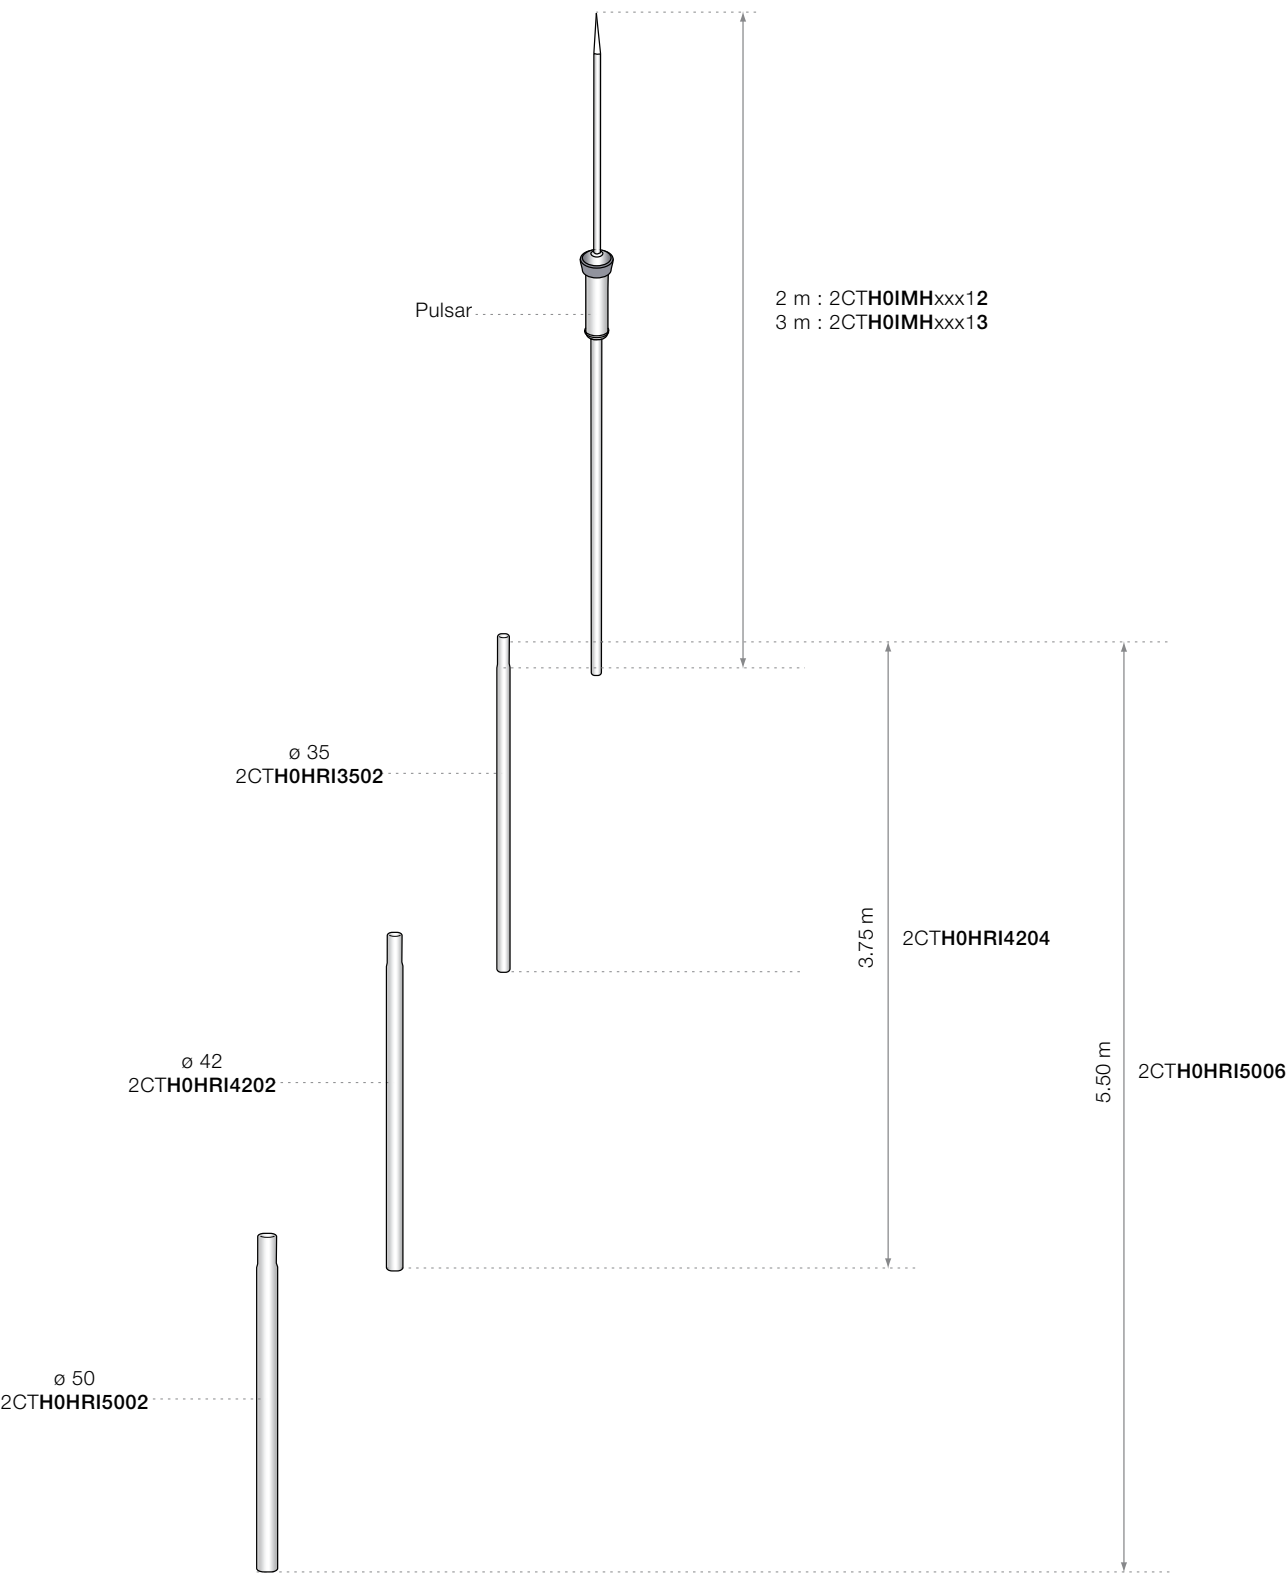 Pulsar
2 m : 2CTH0IMHxxx12
3 m : 2CTH0IMHxxx13
ø 35
2CTH0HRI3502
3.75 m
2CTH0HRI4204
ø 42
2CTH0HRI4202
5.50 m
2CTH0HRI5006
ø 50
2CTH0HRI5002